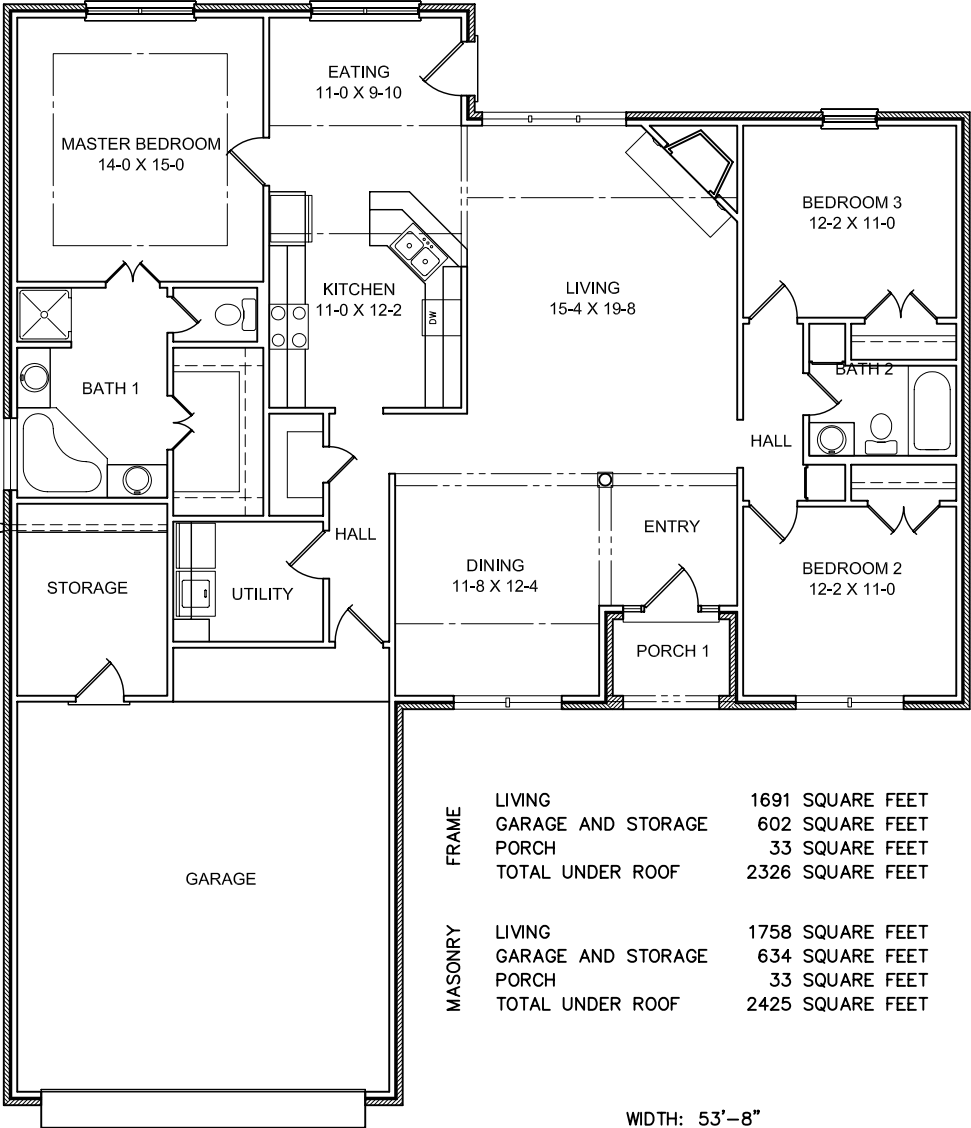 EATING
11-0 X 9-10
MASTER BEDROOM
14-0 X 15-0
BEDROOM 3
12-2 X 11-0
KITCHEN
11-0 X 12-2
DW
LIVING
15-4 X 19-8
BATH 1
BATH 2
HALL
HALL
ENTRY
DINING
11-8 X 12-4
STORAGE
UTILITY
BEDROOM 2
12-2 X 11-0
PORCH 1
GARAGE
FRAME
LIVING 1691 SQUARE FEET
GARAGE AND STORAGE 602 SQUARE FEET
PORCH 33 SQUARE FEET
TOTAL UNDER ROOF 2326 SQUARE FEET
MASONRY
LIVING 1758 SQUARE FEET
GARAGE AND STORAGE 634 SQUARE FEET
PORCH 33 SQUARE FEET
TOTAL UNDER ROOF 2425 SQUARE FEET
WIDTH: 53'-8"